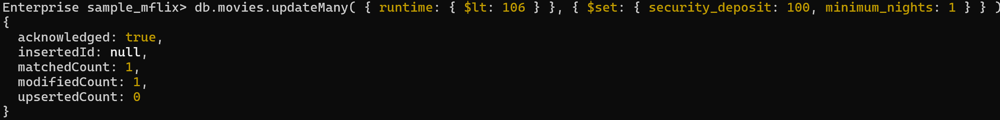 Enterprise sample_mflix> db.movies.updateMany( { runtime: { $lt: 106 } }, { $set: { security_deposit: 100, minimum_nights: 1 } } )
{
  acknowledged: true,
  insertedId: null,
  matchedCount: 1,
  modifiedCount: 1,
  upsertedCount: 0
}